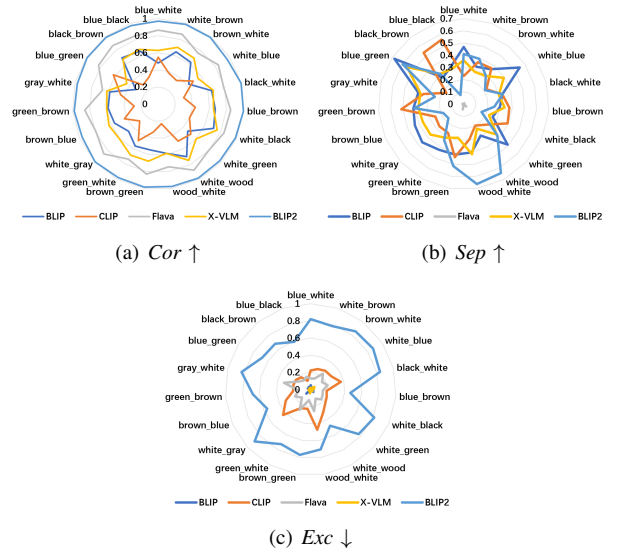 blue_white
blue_black
white_brown
black_brown
brown_white
blue_green
white_blue
gray_white
black_white
green_brown
blue_brown
brown_blue
white_black
white_gray
white_green
green_white
white_wood
brown_green
wood_white
1
0.8
0.6
0.4
0.2
0
BLIP CLIP Flava X-VLM BLIP2
(a) Cor ↑
blue_white
blue_black
white_brown
black_brown
brown_white
blue_green
white_blue
gray_white
black_white
green_brown
blue_brown
brown_blue
white_black
white_gray
white_green
green_white
white_wood
brown_green
wood_white
0.7
0.6
0.5
0.4
0.3
0.2
0.1
0
BLIP CLIP Flava X-VLM BLIP2
(b) Sep ↑
blue_white
blue_black
white_brown
black_brown
brown_white
blue_green
white_blue
gray_white
black_white
green_brown
blue_brown
brown_blue
white_black
white_gray
white_green
green_white
white_wood
brown_green
wood_white
1
0.8
0.6
0.4
0.2
0
BLIP CLIP Flava X-VLM BLIP2
(c) Exc ↓